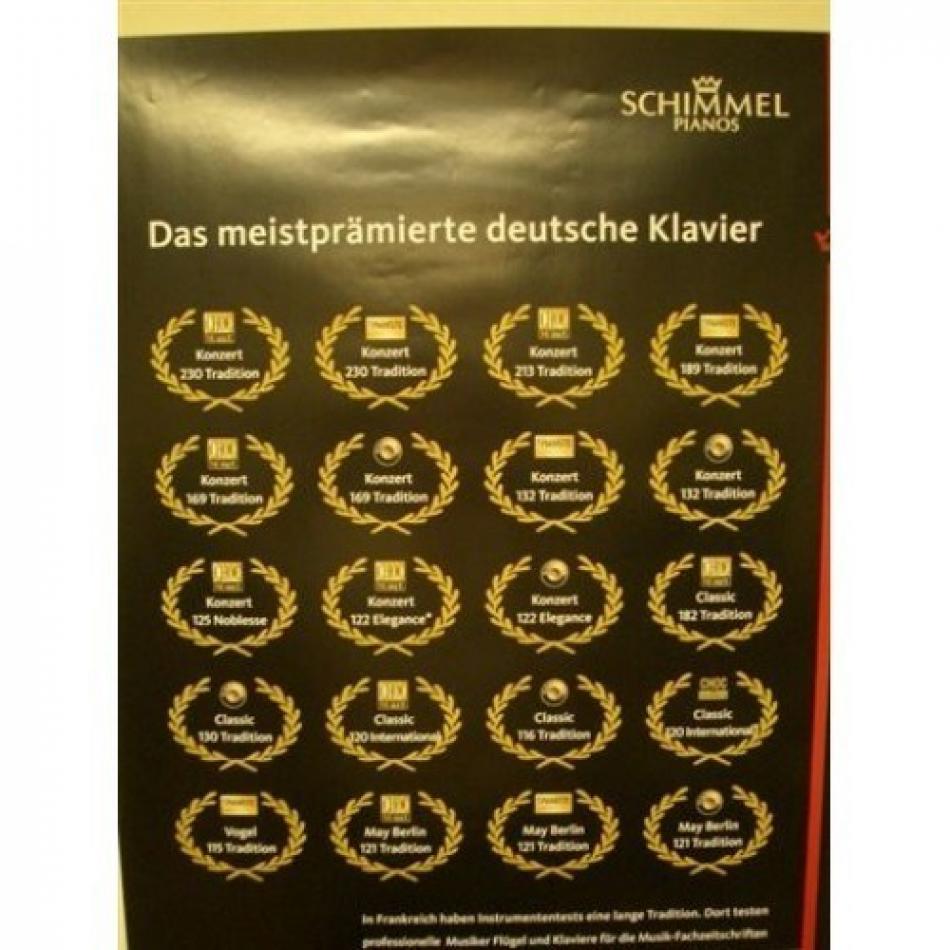 SCHIMMEL
PIANOS
Das meistprämierte deutsche Klavier
Konzert
230 Tradition
Konzert
230 Tradition
Konzert
213 Tradition
Konzert
189 Tradition
Konzert
169 Tradition
Konzert
169 Tradition
Konzert
132 Tradition
Konzert
132 Tradition
Konzert
125 Noblesse
Konzert
122 Elegance*
Konzert
122 Elegance
Classic
182 Tradition
Classic
130 Tradition
Classic
120 International
Classic
116 Tradition
CHOC
Classic
120 International
Vogel
115 Tradition
May Berlin
121 Tradition
May Berlin
121 Tradition
May Berlin
121 Tradition
In Frankreich haben Instrumententests eine lange Tradition. Dort testen
professionelle Musiker Flügel und Klaviere für die Musik-Fachzeitschriften